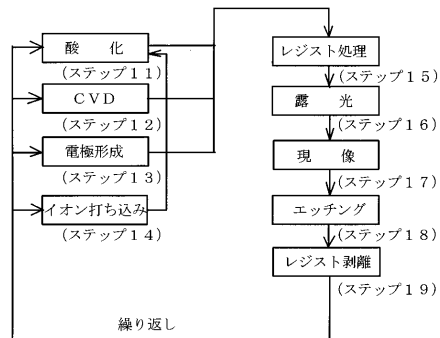 酸　化
(ステップ１１)
ＣＶＤ
(ステップ１２)
電極形成
(ステップ１３)
イオン打ち込み
(ステップ１４)
レジスト処理
(ステップ１５)
露　光
(ステップ１６)
現　像
(ステップ１７)
エッチング
(ステップ１８)
レジスト剥離
(ステップ１９)
繰り返し